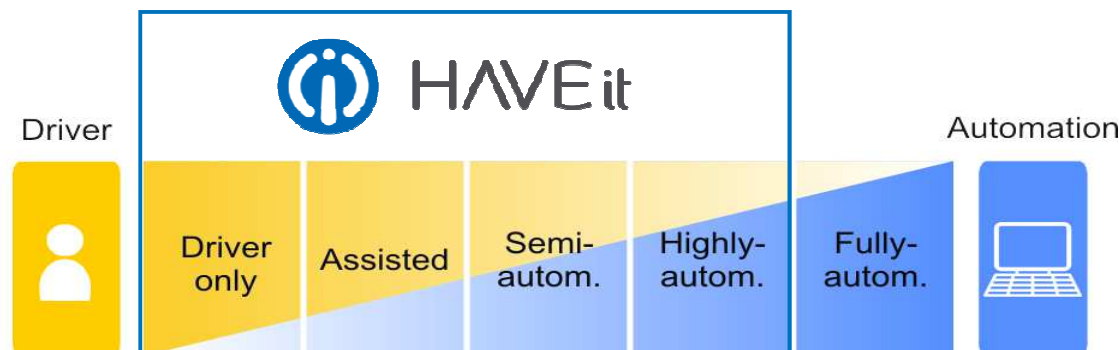 HAVEit
Driver
Automation
Driver
only
Assisted
Semi-
autom.
Highly-
autom.
Fully-
autom.